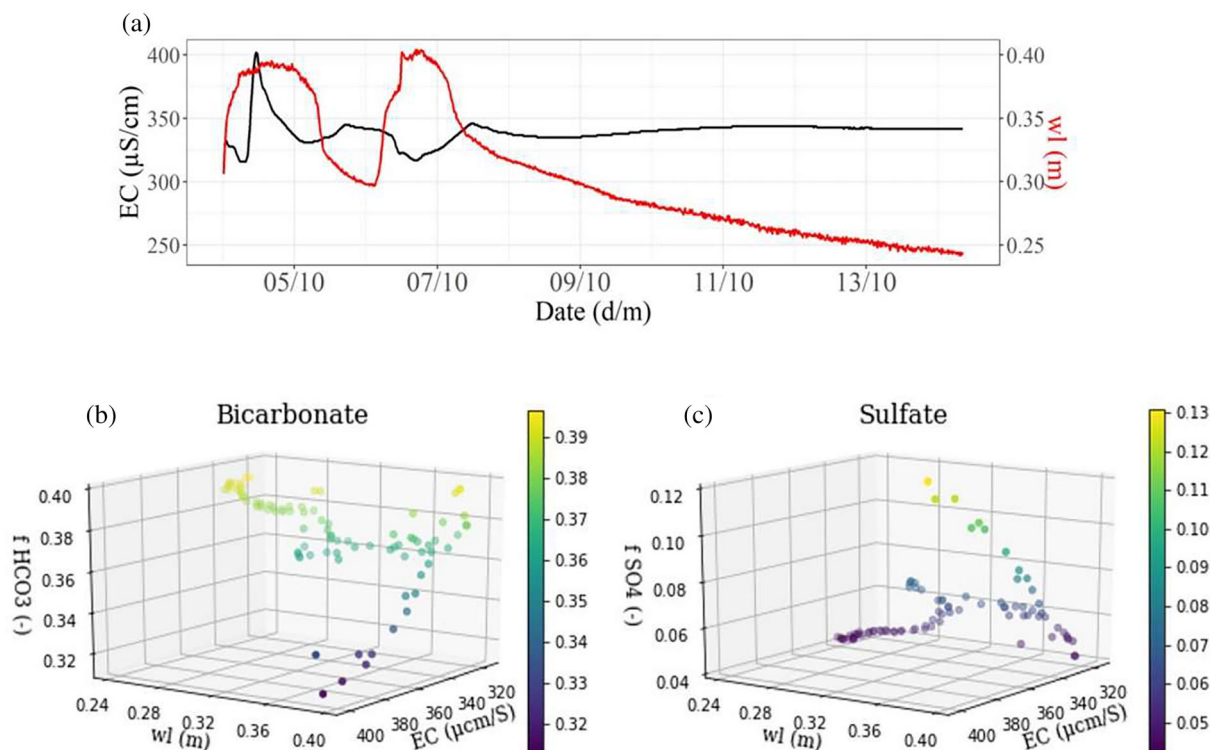 (a)
400
350
300
250
EC (µS/cm)
0.40
0.35
0.30
0.25
wl (m)
05/10 07/10 09/10 11/10 13/10
Date (d/m)
(b) Bicarbonate
0.40
0.38
0.36
0.34
0.32
f HCO3 (-)
0.24 0.28 0.32 0.36 0.40
wl (m)
400 380 360 340 320
EC (µcm/S)
0.39
0.38
0.37
0.36
0.35
0.34
0.33
0.32
(c) Sulfate
0.12
0.10
0.08
0.06
0.04
f SO4 (-)
0.24 0.28 0.32 0.36 0.40
wl (m)
400 380 360 340 320
EC (µcm/S)
0.13
0.12
0.11
0.10
0.09
0.08
0.07
0.06
0.05